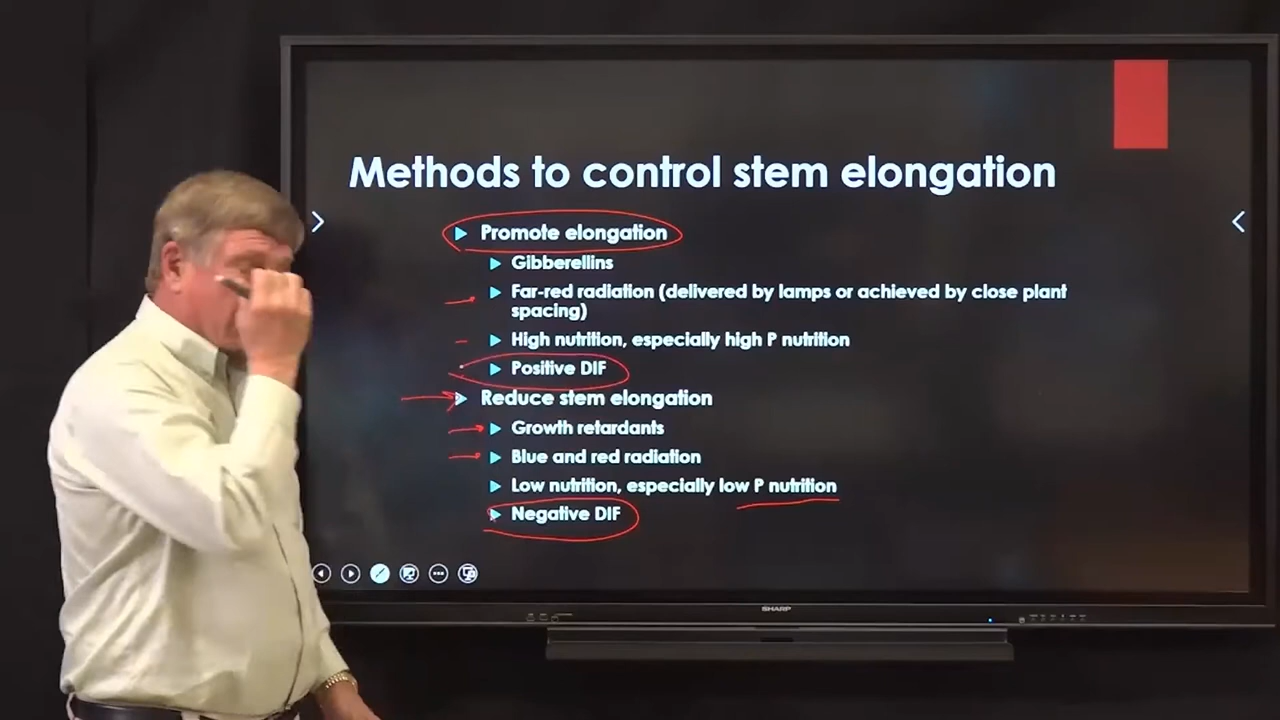 Methods to control stem elongation
Promote elongation
Gibberellins
Far-red radiation (delivered by lamps or achieved by close plant
spacing)
High nutrition, especially high P nutrition
Positive DIF
Reduce stem elongation
Growth retardants
Blue and red radiation
Low nutrition, especially low P nutrition
Negative DIF
SHARP